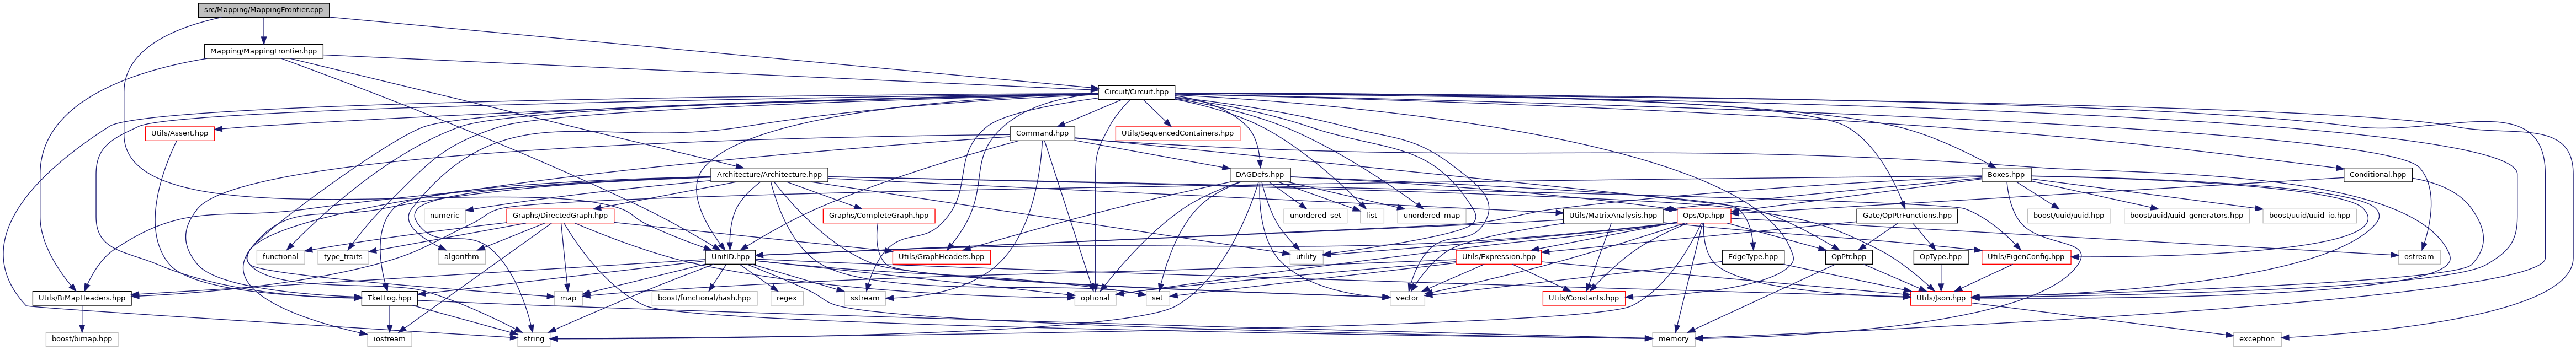 src/Mapping/MappingFrontier.cpp
Mapping/MappingFrontier.hpp
Circuit/Circuit.hpp
Utils/Assert.hpp
Command.hpp
Utils/SequencedContainers.hpp
Architecture/Architecture.hpp
DAGDefs.hpp
Boxes.hpp
Conditional.hpp
numeric
Graphs/DirectedGraph.hpp
Graphs/CompleteGraph.hpp
unordered_set
list
unordered_map
Utils/MatrixAnalysis.hpp
Ops/Op.hpp
Gate/OpPtrFunctions.hpp
boost/uuid/uuid.hpp
boost/uuid/uuid_generators.hpp
boost/uuid/uuid_io.hpp
functional
type_traits
algorithm
UnitID.hpp
Utils/GraphHeaders.hpp
utility
Utils/Expression.hpp
EdgeType.hpp
OpPtr.hpp
OpType.hpp
Utils/EigenConfig.hpp
ostream
Utils/BiMapHeaders.hpp
TketLog.hpp
map
boost/functional/hash.hpp
regex
sstream
optional
set
vector
Utils/Constants.hpp
Utils/Json.hpp
boost/bimap.hpp
iostream
string
memory
exception